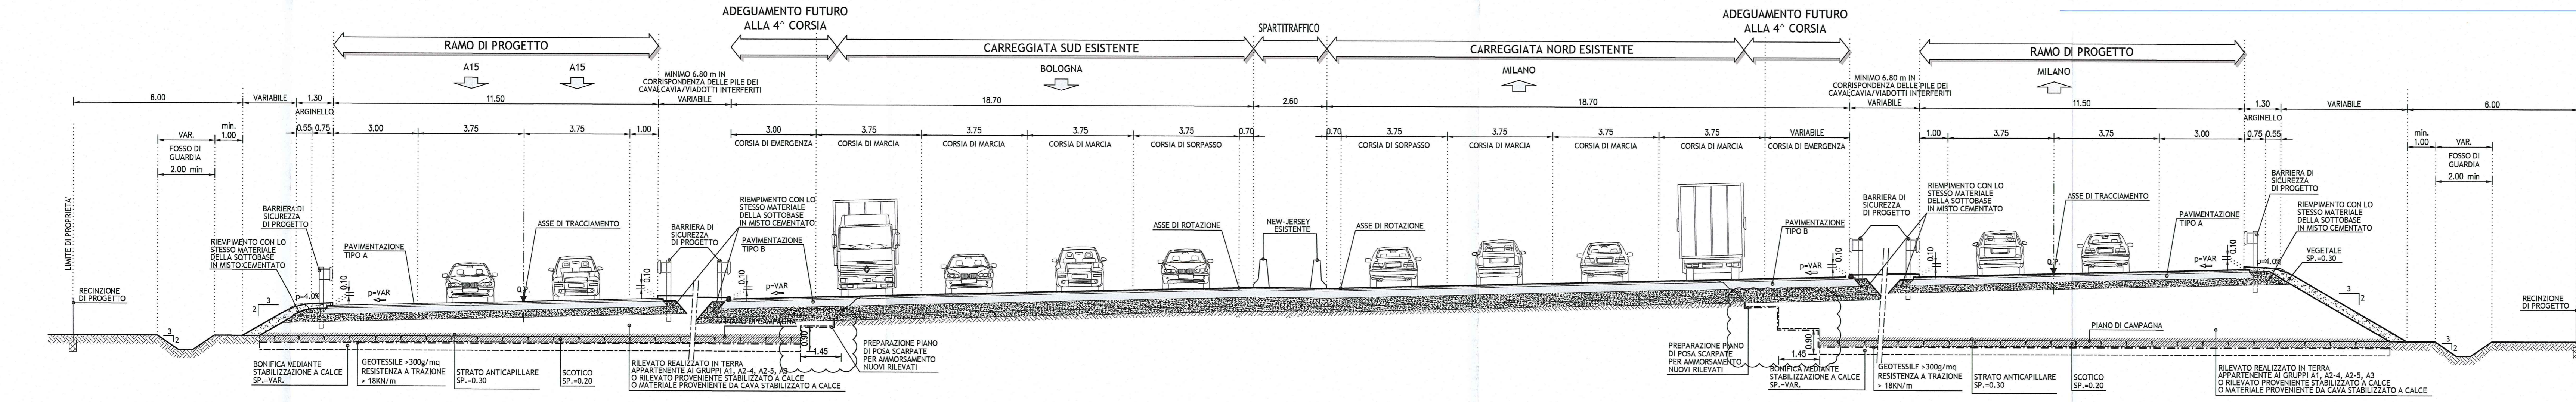 ADEGUAMENTO FUTURO
ALLA 4^ CORSIA
ADEGUAMENTO FUTURO
ALLA 4^ CORSIA
RAMO DI PROGETTO
CARREGGIATA SUD ESISTENTE
SPARTITRAFFICO
CARREGGIATA NORD ESISTENTE
RAMO DI PROGETTO
A15
A15
BOLOGNA
MILANO
MILANO
MINIMO 6.80 m IN
CORRISPONDENZA DELLE PILE DEI
CAVALCAVIA/VIADOTTI INTERFERITI
MINIMO 6.80 m IN
CORRISPONDENZA DELLE PILE DEI
CAVALCAVIA/VIADOTTI INTERFERITI
6.00 VARIABILE 1.30 11.50 VARIABILE 18.70 2.60 18.70 VARIABILE 11.50 1.30 VARIABILE 6.00
ARGINELLO
ARGINELLO
VAR. min. 1.00 0.55 0.75 3.00 3.75 3.75 1.00 3.00 3.75 3.75 3.75 3.75 0.70 0.70 3.75 3.75 3.75 3.75 VARIABILE 1.00 3.75 3.75 3.00 0.75 0.55 min. 1.00 VAR.
CORSIA DI EMERGENZA CORSIA DI MARCIA CORSIA DI MARCIA CORSIA DI MARCIA CORSIA DI SORPASSO CORSIA DI SORPASSO CORSIA DI MARCIA CORSIA DI MARCIA CORSIA DI MARCIA CORSIA DI EMERGENZA
FOSSO DI
GUARDIA
2.00 min
FOSSO DI
GUARDIA
2.00 min
LIMITE DI PROPRIETA'
RECINZIONE
DI PROGETTO
BARRIERA DI
SICUREZZA
DI PROGETTO
RIEMPIMENTO CON LO
STESSO MATERIALE
DELLA SOTTOBASE
IN MISTO CEMENTATO
PAVIMENTAZIONE
TIPO A
ASSE DI TRACCIAMENTO
BARRIERA DI
SICUREZZA
DI PROGETTO
RIEMPIMENTO CON LO
STESSO MATERIALE
DELLA SOTTOBASE
IN MISTO CEMENTATO
PAVIMENTAZIONE
TIPO B
ASSE DI ROTAZIONE
NEW-JERSEY
ESISTENTE
ASSE DI ROTAZIONE
PAVIMENTAZIONE
TIPO B
BARRIERA DI
SICUREZZA
DI PROGETTO
RIEMPIMENTO CON LO
STESSO MATERIALE
DELLA SOTTOBASE
IN MISTO CEMENTATO
ASSE DI TRACCIAMENTO
PAVIMENTAZIONE
TIPO A
BARRIERA DI
SICUREZZA
DI PROGETTO
RIEMPIMENTO CON LO
STESSO MATERIALE
DELLA SOTTOBASE
IN MISTO CEMENTATO
VEGETALE
SP.=0.30
RECINZIONE
DI PROGETTO
p=4.0% 0.10 p=VAR Q.P. 0.10 0.10 p=VAR p=VAR 0.10 0.10 Q.P. p=VAR 0.10 p=4.0%
3
2
3
2
3
2
3
2
PIANO DI CAMPAGNA
0.90
1.45
PIANO DI CAMPAGNA
0.90
1.45
BONIFICA MEDIANTE
STABILIZZAZIONE A CALCE
SP.=VAR.
GEOTESSILE >300g/mq
RESISTENZA A TRAZIONE
> 18KN/m
STRATO ANTICAPILLARE
SP.=0.30
SCOTICO
SP.=0.20
RILEVATO REALIZZATO IN TERRA
APPARTENENTE AI GRUPPI A1, A2-4, A2-5, A3
O RILEVATO PROVENIENTE STABILIZZATO A CALCE
O MATERIALE PROVENIENTE DA CAVA STABILIZZATO A CALCE
PREPARAZIONE PIANO
DI POSA SCARPATE
PER AMMORSAMENTO
NUOVI RILEVATI
PREPARAZIONE PIANO
DI POSA SCARPATE
PER AMMORSAMENTO
NUOVI RILEVATI
BONIFICA MEDIANTE
STABILIZZAZIONE A CALCE
SP.=VAR.
GEOTESSILE >300g/mq
RESISTENZA A TRAZIONE
> 18KN/m
STRATO ANTICAPILLARE
SP.=0.30
SCOTICO
SP.=0.20
RILEVATO REALIZZATO IN TERRA
APPARTENENTE AI GRUPPI A1, A2-4, A2-5, A3
O RILEVATO PROVENIENTE STABILIZZATO A CALCE
O MATERIALE PROVENIENTE DA CAVA STABILIZZATO A CALCE